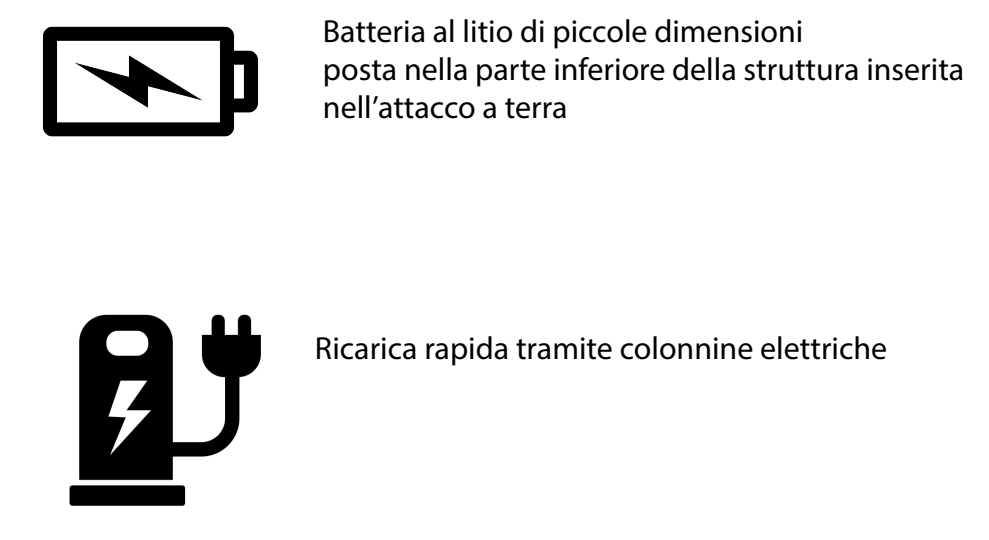 Batteria al litio di piccole dimensioni
posta nella parte inferiore della struttura inserita
nell’attacco a terra
Ricarica rapida tramite colonnine elettriche